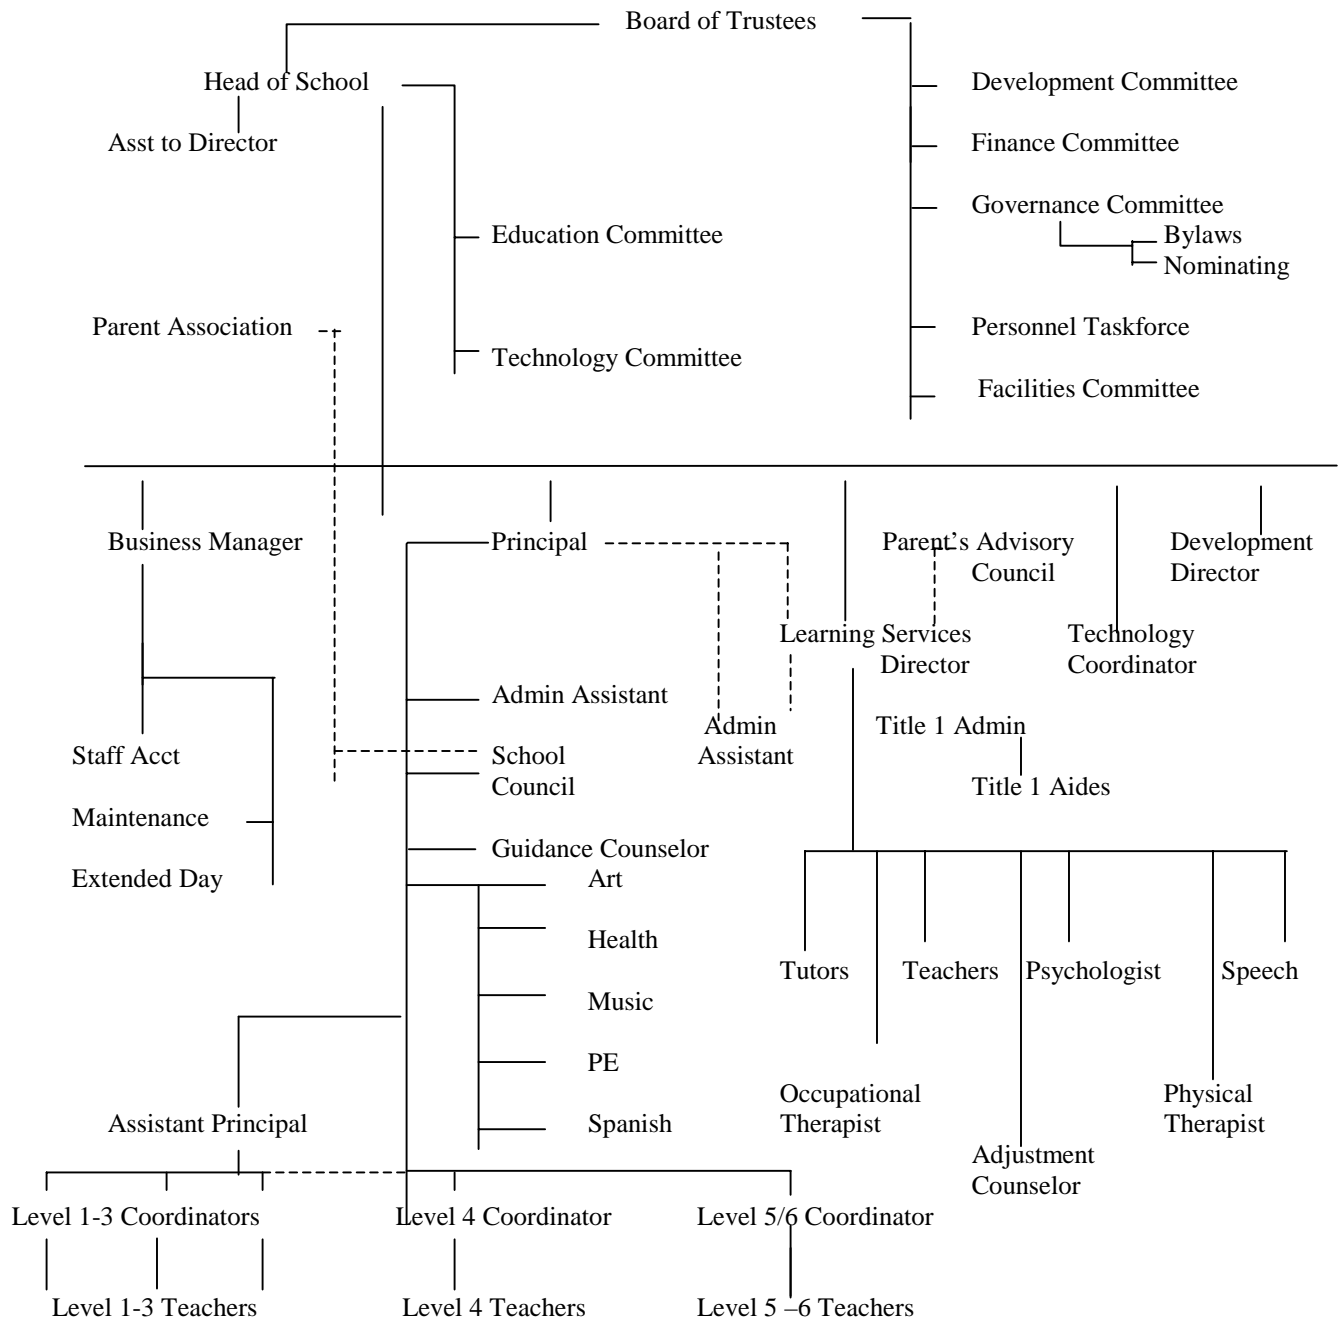 Board of Trustees
Head of School
Development Committee
Asst to Director
Finance Committee
Governance Committee
Education Committee
Bylaws
Nominating
Parent Association
Personnel Taskforce
Technology Committee
Facilities Committee
Business Manager
Principal
Parent's Advisory
Council
Development
Director
Learning Services
Director
Technology
Coordinator
Admin Assistant
Admin
Assistant
Title 1 Admin
Staff Acct
School
Council
Title 1 Aides
Maintenance
Guidance Counselor
Extended Day
Art
Health
Tutors
Teachers
Psychologist
Speech
Music
PE
Occupational
Therapist
Physical
Therapist
Assistant Principal
Spanish
Adjustment
Counselor
Level 1-3 Coordinators
Level 4 Coordinator
Level 5/6 Coordinator
Level 1-3 Teachers
Level 4 Teachers
Level 5 –6 Teachers